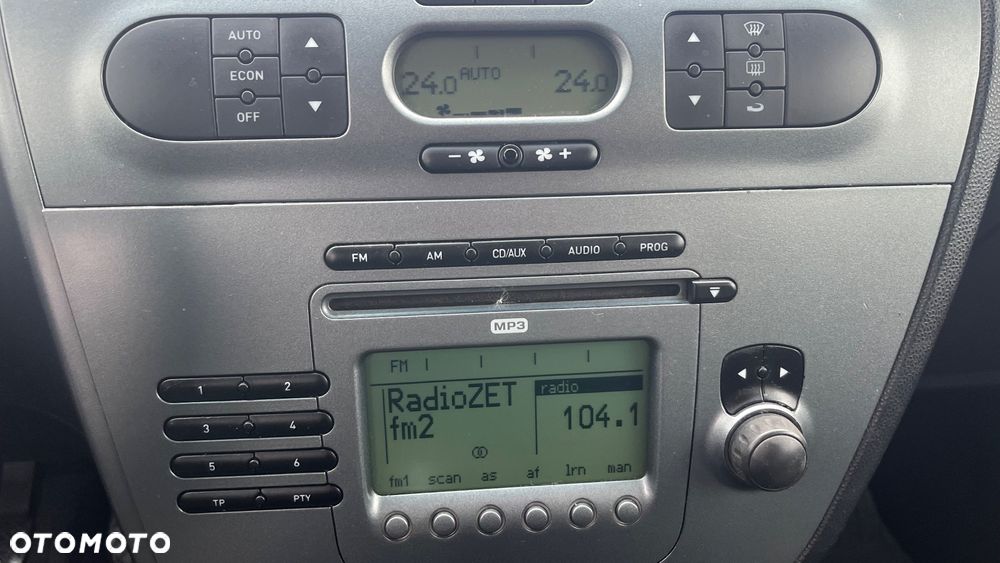 AUTO
ECON
OFF
24.0 AUTO 24.0
- +
FM AM CD/AUX AUDIO PROG
MP3
1 2
3 4
5 6
TP PTY
FM
RadioZET
fm2
radio
104.1
fm1 scan as af lrn man
OTOMOTO